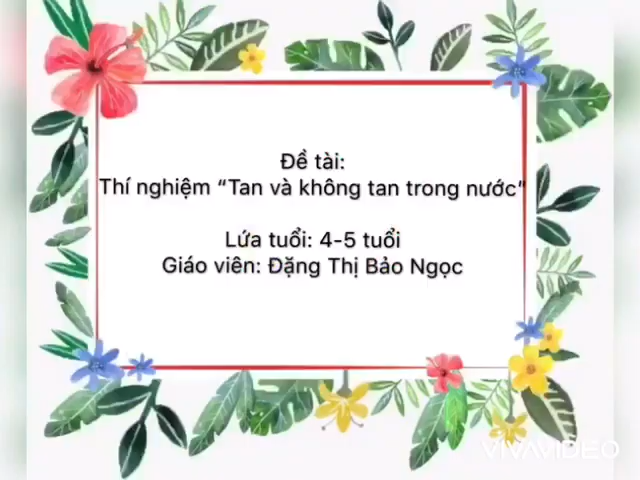 Đề tài:
Thí nghiệm “Tan và không tan trong nước”
Lứa tuổi: 4-5 tuổi
Giáo viên: Đặng Thị Bảo Ngọc
VIVAVIDEO